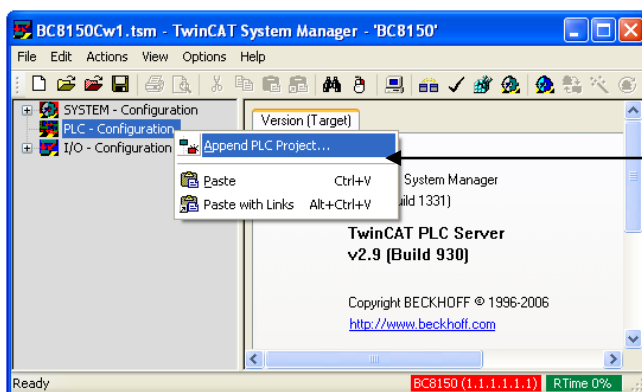 BC8150Cw1.tsm - TwinCAT System Manager - 'BC8150'
File Edit Actions View Options Help
SYSTEM - Configuration
PLC - Configuration
I/O - Configuration
Version (Target)
Append PLC Project...
Paste Ctrl+V
Paste with Links Alt+Ctrl+V
System Manager
1331)
TwinCAT PLC Server
v2.9 (Build 930)
Copyright BECKHOFF © 1996-2006
http://www.beckhoff.com
Ready BC8150 (1.1.1.1.1.1) RTime 0%